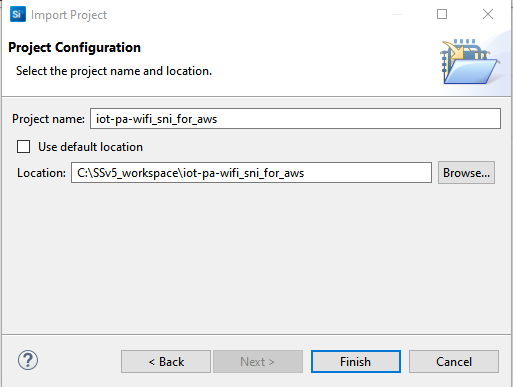 Si Import Project
Project Configuration
Select the project name and location.
Project name: iot-pa-wifi_sni_for_aws
Use default location
Location: C:\SSv5_workspace\iot-pa-wifi_sni_for_aws Browse...
? < Back Next > Finish Cancel